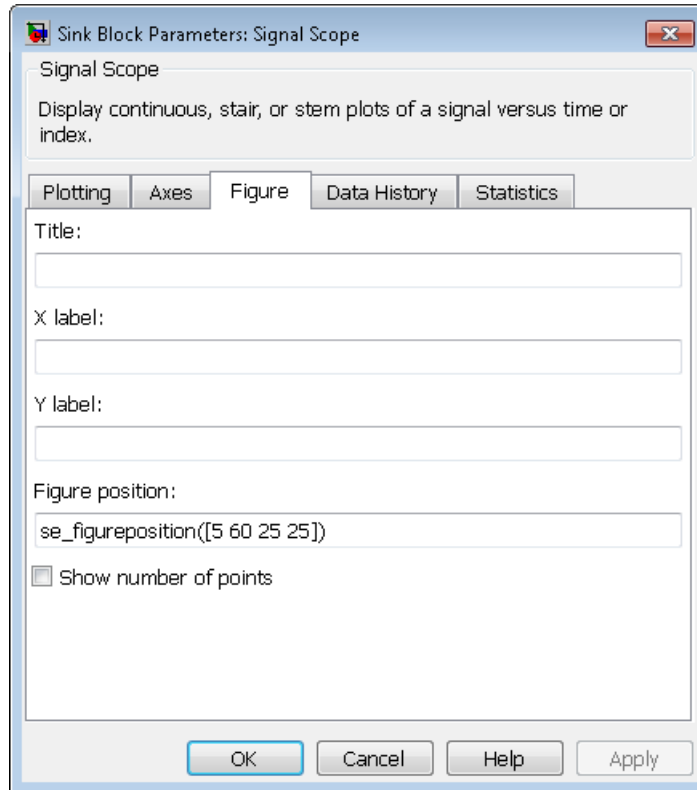 Sink Block Parameters: Signal Scope
Signal Scope
Display continuous, stair, or stem plots of a signal versus time or
index.
Plotting Axes Figure Data History Statistics
Title:
X label:
Y label:
Figure position:
se_figureposition([5 60 25 25])
Show number of points
OK Cancel Help Apply